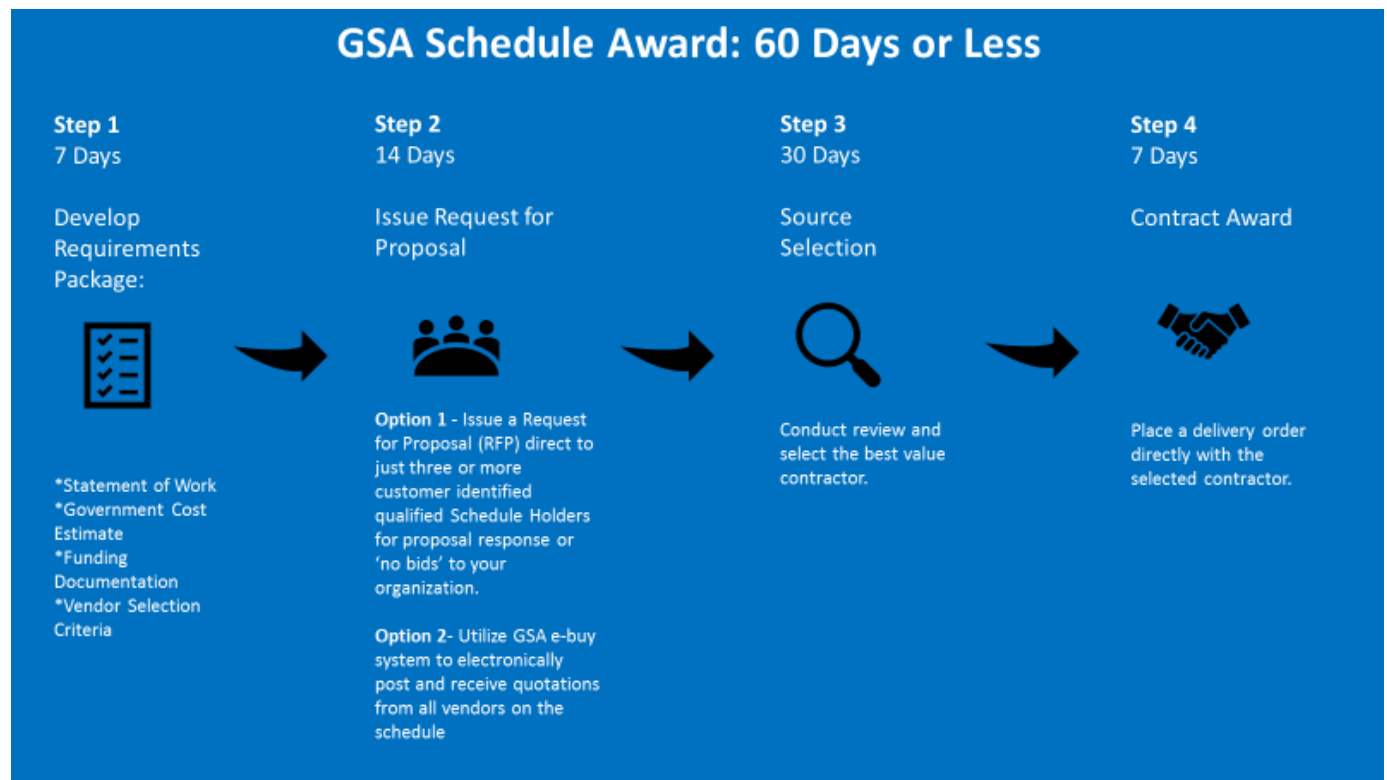 GSA Schedule Award: 60 Days or Less
Step 1
7 Days
Develop
Requirements
Package:
*Statement of Work
*Government Cost
Estimate
*Funding
Documentation
*Vendor Selection
Criteria
Step 2
14 Days
Issue Request for
Proposal
Option 1 - Issue a Request
for Proposal (RFP) direct to
just three or more
customer identified
qualified Schedule Holders
for proposal response or
‘no bids’ to your
organization.
Option 2- Utilize GSA e-buy
system to electronically
post and receive quotations
from all vendors on the
schedule
Step 3
30 Days
Source
Selection
Conduct review and
select the best value
contractor.
Step 4
7 Days
Contract Award
Place a delivery order
directly with the
selected contractor.